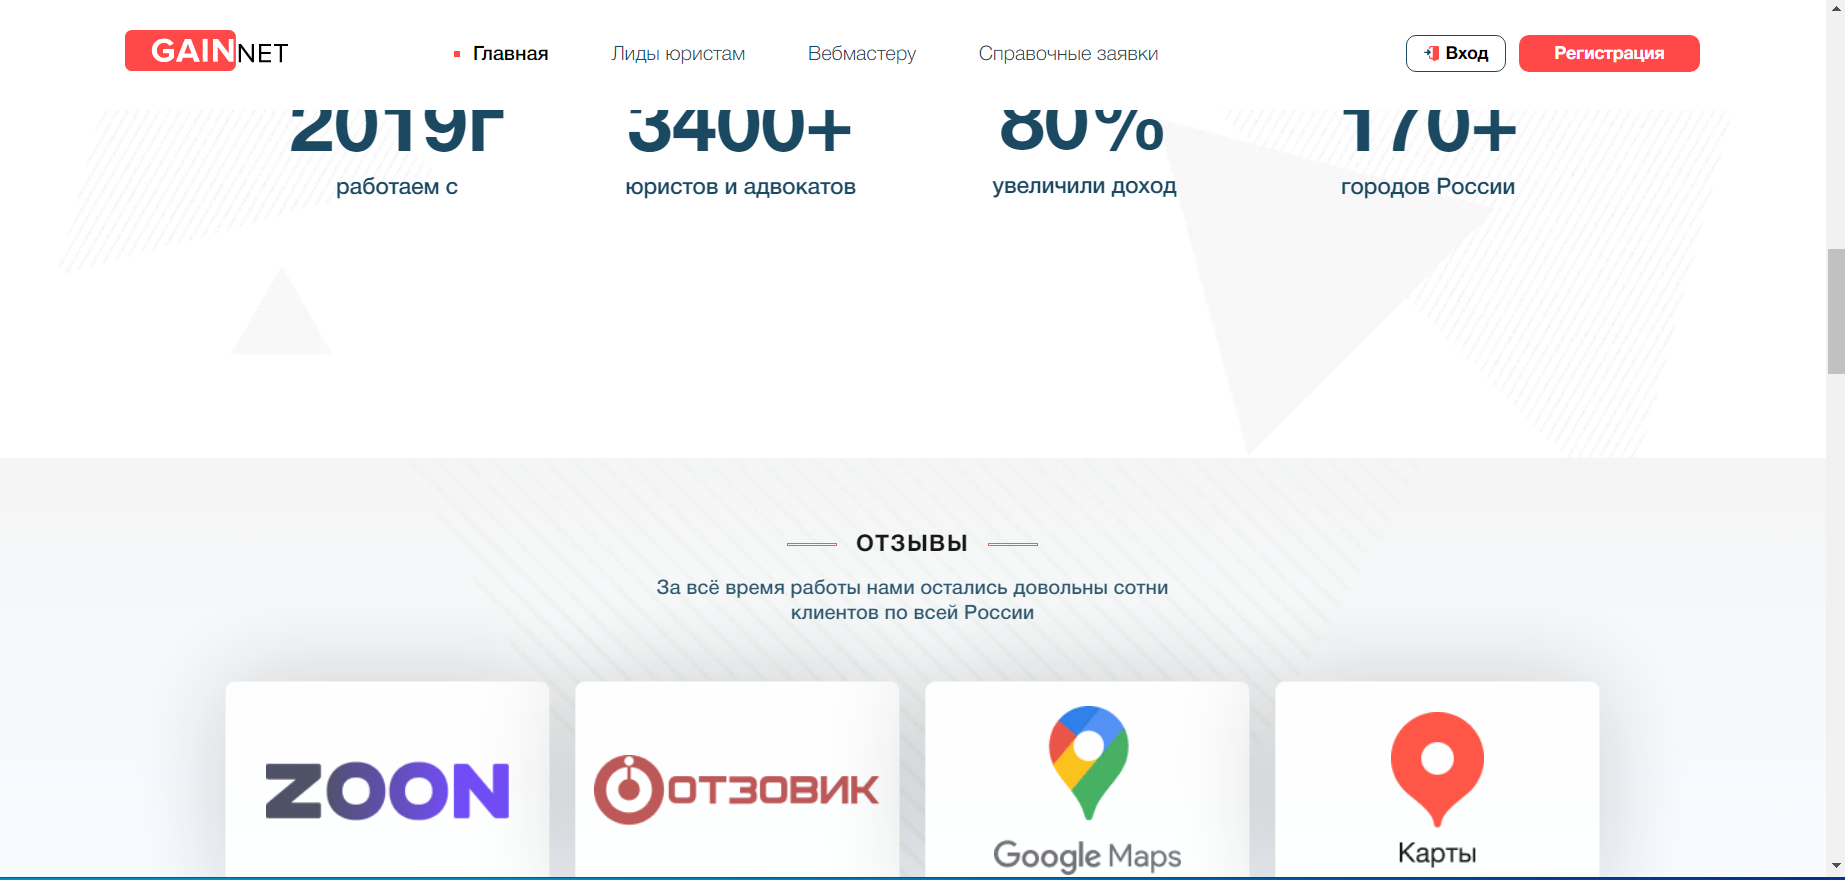 GAINNET
Главная
Лиды юристам
Вебмастеру
Справочные заявки
Вход
Регистрация
2019г
3400+
80%
170+
работаем с
юристов и адвокатов
увеличили доход
городов России
ОТЗЫВЫ
За всё время работы нами остались довольны сотни
клиентов по всей России
ZOON
ОТЗОВИК
Google Maps
Карты